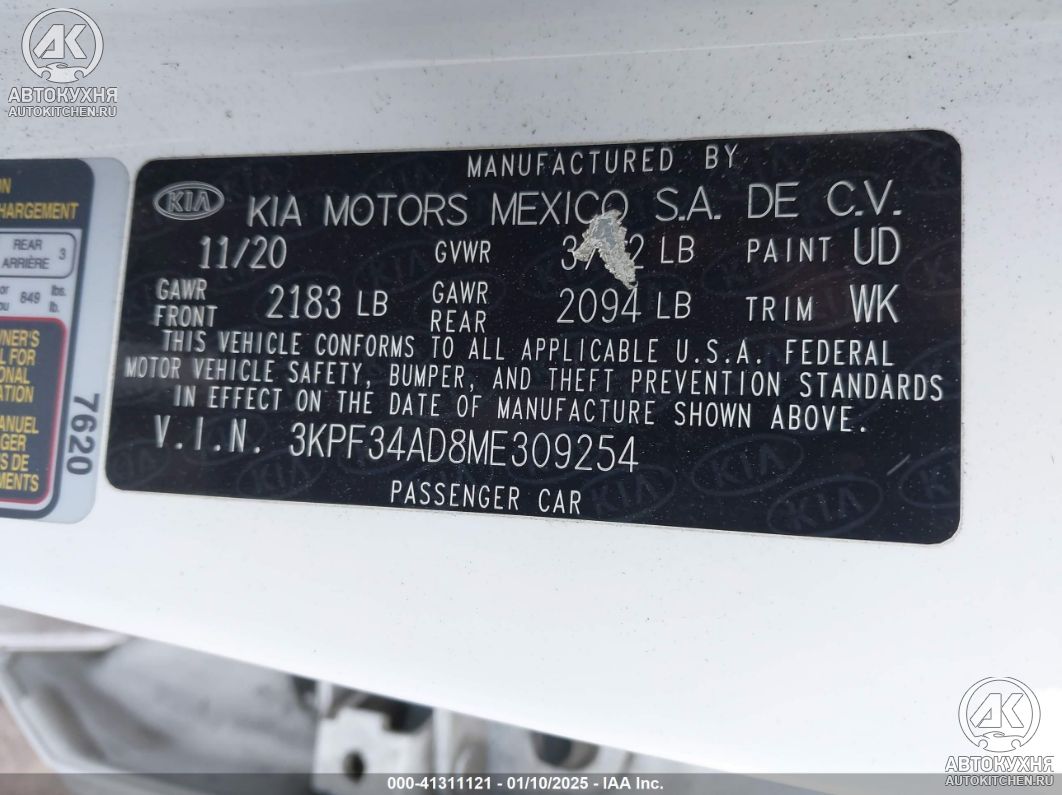 АВТОКУХНЯ
AUTOKITCHEN.RU
MANUFACTURED BY
KIA
KIA MOTORS MEXICO S.A. DE C.V.
11/20 GVWR LB PAINT UD
GAWR FRONT 2183 LB GAWR REAR 2094 LB TRIM WK
THIS VEHICLE CONFORMS TO ALL APPLICABLE U.S.A. FEDERAL
MOTOR VEHICLE SAFETY, BUMPER, AND THEFT PREVENTION STANDARDS
IN EFFECT ON THE DATE OF MANUFACTURE SHOWN ABOVE.
V.I.N. 3KPF34AD8ME309254
PASSENGER CAR
REAR
ARRIÈRE 3
849 lbs.
lb.
7620
АВТОКУХНЯ
AUTOKITCHEN.RU
000-41311121 - 01/10/2025 - IAA Inc.